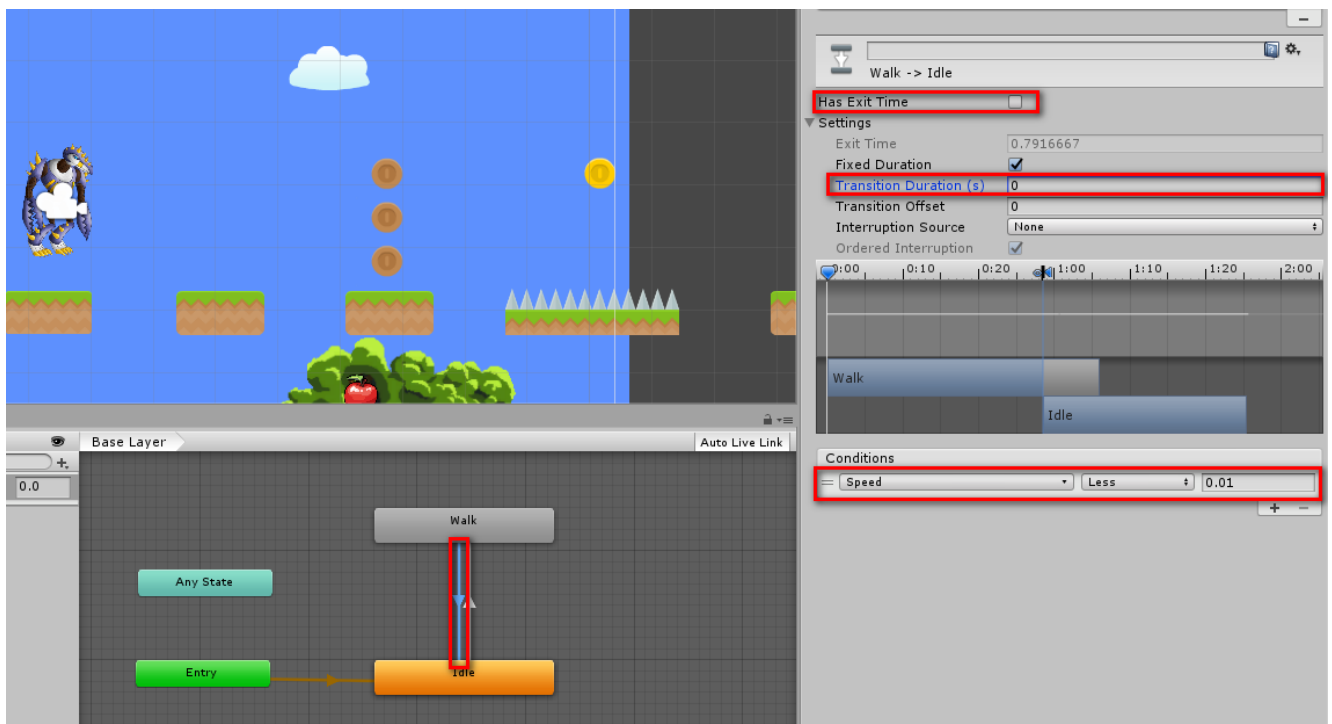 Walk -> Idle
Has Exit Time
Settings
Exit Time 0.7916667
Fixed Duration
Transition Duration (s) 0
Transition Offset 0
Interruption Source None
Ordered Interruption
0:00 0:10 0:20 1:00 1:10 1:20 2:00
Walk
Idle
Conditions
= Speed Less 0.01
+ −
Base Layer Auto Live Link
0.0
Walk
Any State
Entry
Idle